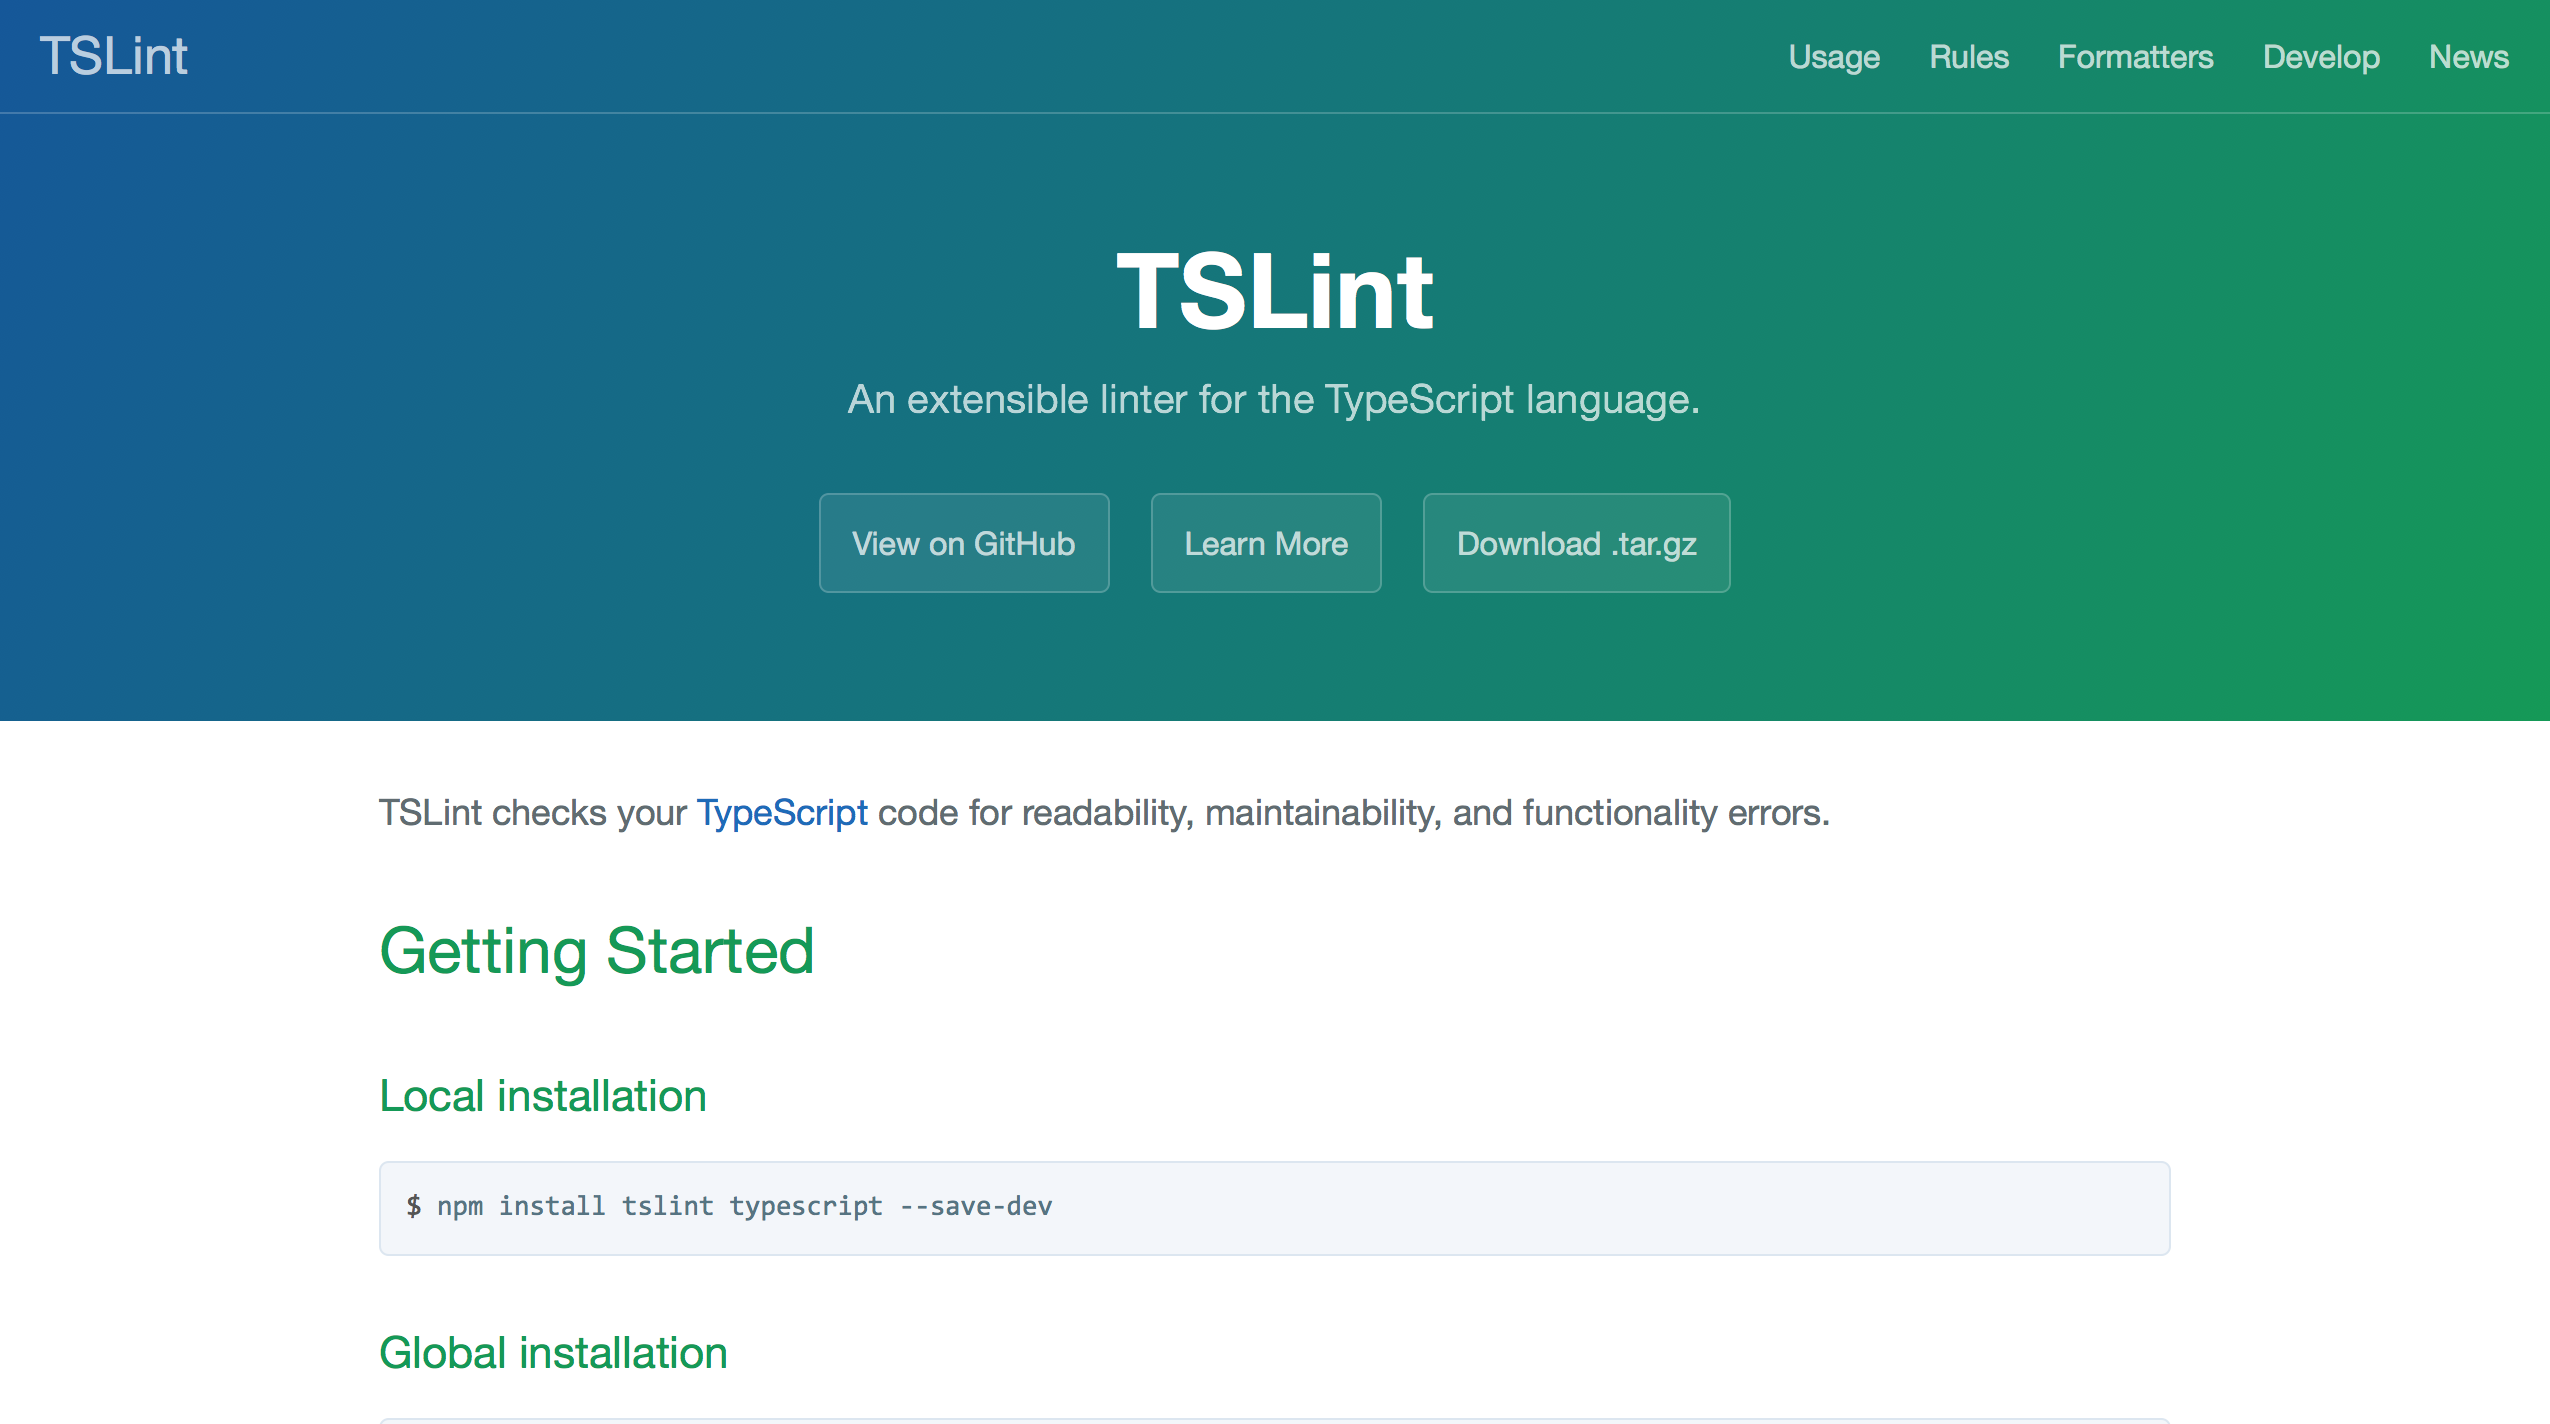 TSLint
Usage Rules Formatters Develop News
TSLint
An extensible linter for the TypeScript language.
View on GitHub Learn More Download .tar.gz
TSLint checks your TypeScript code for readability, maintainability, and functionality errors.
Getting Started
Local installation
$ npm install tslint typescript --save-dev
Global installation